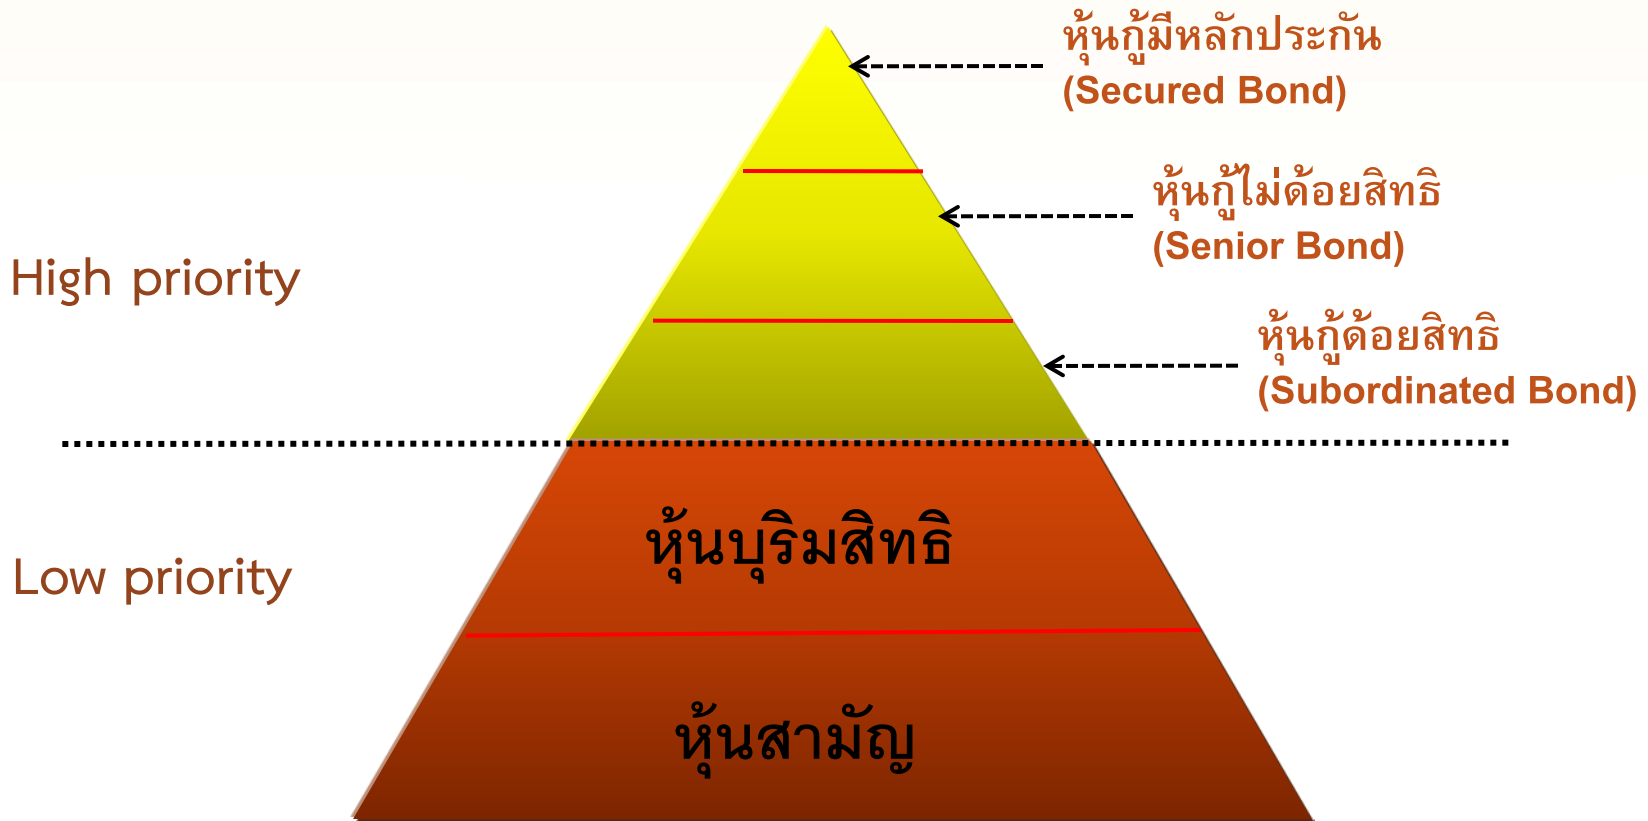 หุ้นกู้มีหลักประกัน
(Secured Bond)
หุ้นกู้ไม่ด้อยสิทธิ
(Senior Bond)
High priority
หุ้นกู้ด้อยสิทธิ
(Subordinated Bond)
หุ้นบุริมสิทธิ
Low priority
หุ้นสามัญ